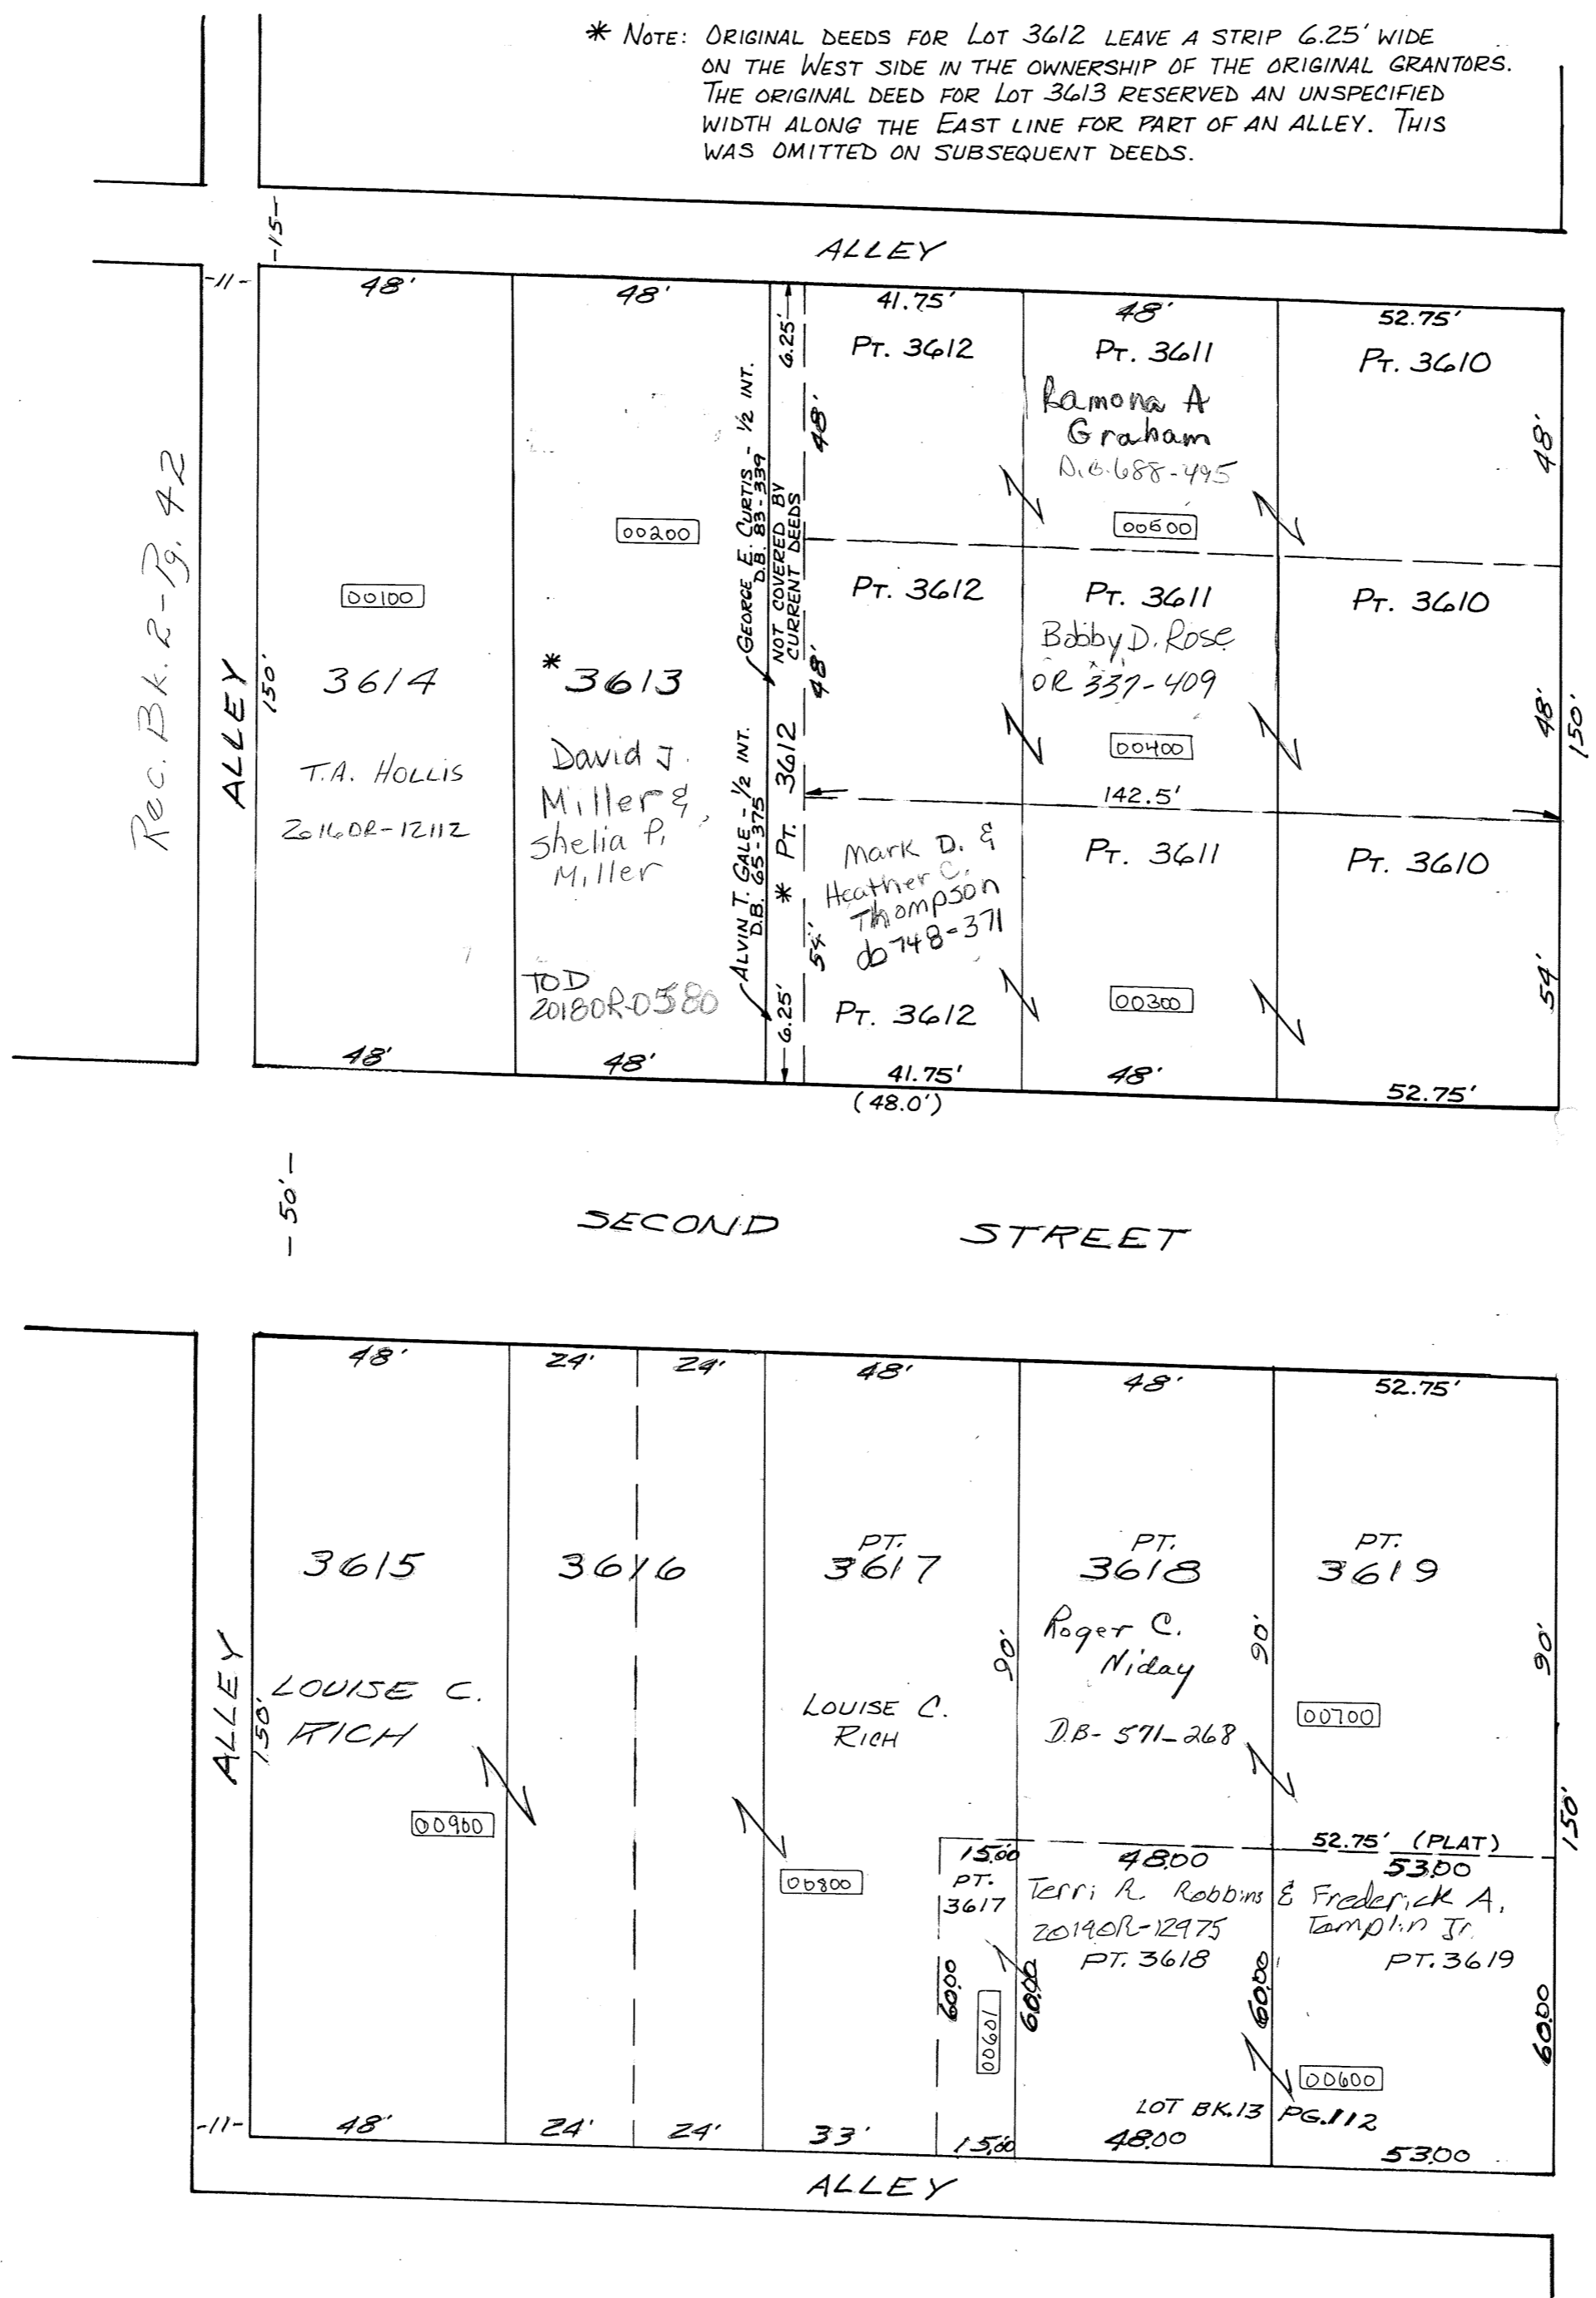 * NOTE: ORIGINAL DEEDS FOR LOT 3612 LEAVE A STRIP 6.25' WIDE
ON THE WEST SIDE IN THE OWNERSHIP OF THE ORIGINAL GRANTORS.
THE ORIGINAL DEED FOR LOT 3613 RESERVED AN UNSPECIFIED
WIDTH ALONG THE EAST LINE FOR PART OF AN ALLEY. THIS
WAS OMITTED ON SUBSEQUENT DEEDS.
-15-
ALLEY
-11-
48'
48'
6.25'
41.75'
48'
52.75'
PT. 3612
PT. 3611
PT. 3610
Ramona A
Graham
D.B. 688-495
48'
48'
00500
Rec. Bk. 2-Pg. 42
ALLEY
150'
00100
3614
T.A. HOLLIS
2016OR-12112
00200
* 3613
David J.
Miller &
Shelia P.
Miller
TOD
2018OR-0580
GEORGE E. CURTIS - 1/2 INT.
D.B. 83-339
NOT COVERED BY
CURRENT DEEDS
ALVIN T. GALE - 1/2 INT.
D.B. 65-375
* PT. 3612
PT. 3612
PT. 3611
PT. 3610
Bobby D. Rose
OR 337-409
48'
48'
150'
00400
142.5'
Mark D. &
Heather C.
Thompson
db 748-371
PT. 3611
PT. 3610
54'
54'
00300
6.25'
PT. 3612
48'
48'
41.75'
(48.0')
48'
52.75'
-50'-
SECOND STREET
48'
24'
24'
48'
48'
52.75'
3615
3616
PT.
3617
PT.
3618
PT.
3619
ALLEY
150'
LOUISE C.
RICH
00900
LOUISE C.
RICH
00800
90'
Roger C.
Niday
D.B-571-268
90'
00700
90'
150'
52.75' (PLAT)
15.00
48.00
53.00
PT.
3617
Terri R. Robbins & Frederick A.
Tamplin Jr.
2019OR-12975
PT. 3618
PT. 3619
60.00
60.00
60.00
60.00
00601
00600
LOT BK.13 PG.112
-11-
48'
24'
24'
33'
15.00
48.00
53.00
ALLEY